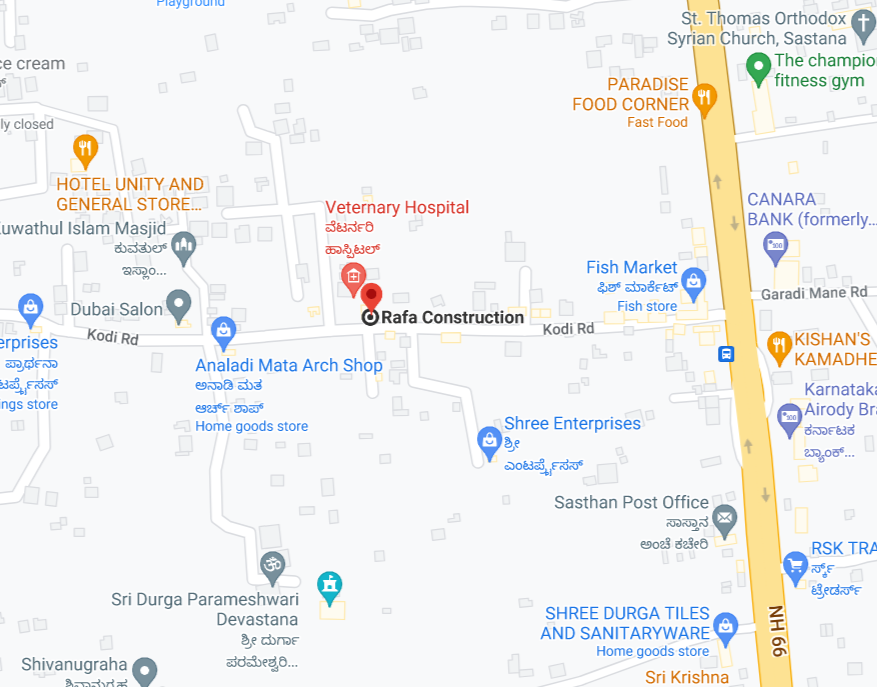 Playground
St. Thomas Orthodox
Syrian Church, Sastana
ce cream
The champion
fitness gym
PARADISE
FOOD CORNER
Fast Food
ly closed
HOTEL UNITY AND
GENERAL STORE...
CANARA
BANK (formerly...
Veternary Hospital
ವೆಟರ್ನರಿ
ಹಾಸ್ಪಿಟಲ್
Kuwathul Islam Masjid
ಕುವತುಲ್
ಇಸ್ಲಾಂ...
Fish Market
ಫಿಶ್ ಮಾರ್ಕೆಟ್
Fish store
Garadi Mane Rd
Dubai Salon
Rafa Construction
Kodi Rd
Kodi Rd
erprises
ಪ್ರಾರ್ಥನಾ
ಟರ್ಪ್ರೈಸಸ್
ngs store
KISHAN'S
KAMADHE
Analadi Mata Arch Shop
ಅನಾಡಿ ಮತ
ಆರ್ಚ್ ಶಾಪ್
Home goods store
Karnataka
Airody Bra
ಕರ್ನಾಟಕ
ಬ್ಯಾಂಕ್...
Shree Enterprises
ಶ್ರೀ
ಎಂಟರ್ಪ್ರೈಸಸ್
Sasthan Post Office
ಸಾಸ್ತಾನ
ಅಂಚೆ ಕಚೇರಿ
RSK TRA
ರ್ಸ್ಕ್
ಟ್ರೇಡರ್ಸ್
Sri Durga Parameshwari
Devastana
ಶ್ರೀ ದುರ್ಗಾ
ಪರಮೇಶ್ವರಿ...
SHREE DURGA TILES
AND SANITARYWARE
Home goods store
NH 66
Shivanugraha
ಶಿವಾನುಗ್ರಹ
Sri Krishna